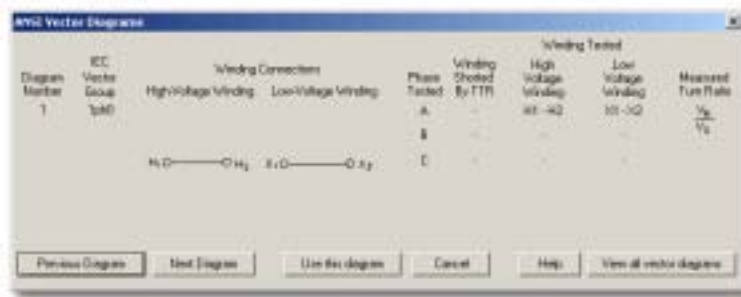 ANSI Vector Diagrams
Winding Tested
IEC Winding High Low
Diagram Vector Winding Connections Phase Shorted Voltage Voltage Measured
Number Group High-Voltage Winding Low-Voltage Winding Tested By TTR Winding Winding Turn Ratio
1 1ph0 A - H1 - H2 X1 - X2
B - - -
H1 H2 X1 X2 C - - -
Previous Diagram Next Diagram Use this diagram Cancel Help View all vector diagrams